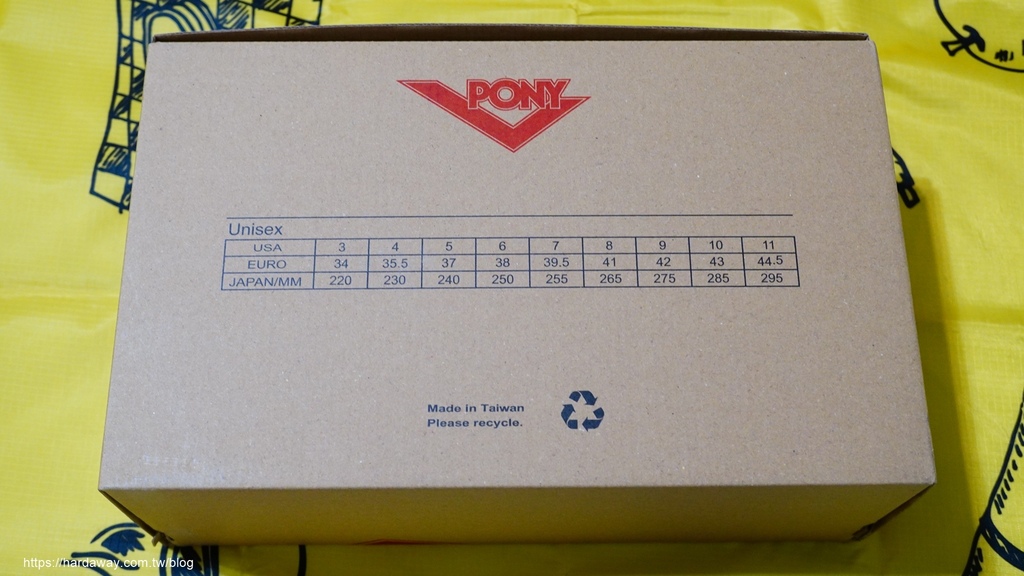 PONY
Unisex
USA 3 4 5 6 7 8 9 10 11
EURO 34 35.5 37 38 39.5 41 42 43 44.5
JAPAN/MM 220 230 240 250 255 265 275 285 295
Made in Taiwan
Please recycle.
https://hardaway.com.tw/blog